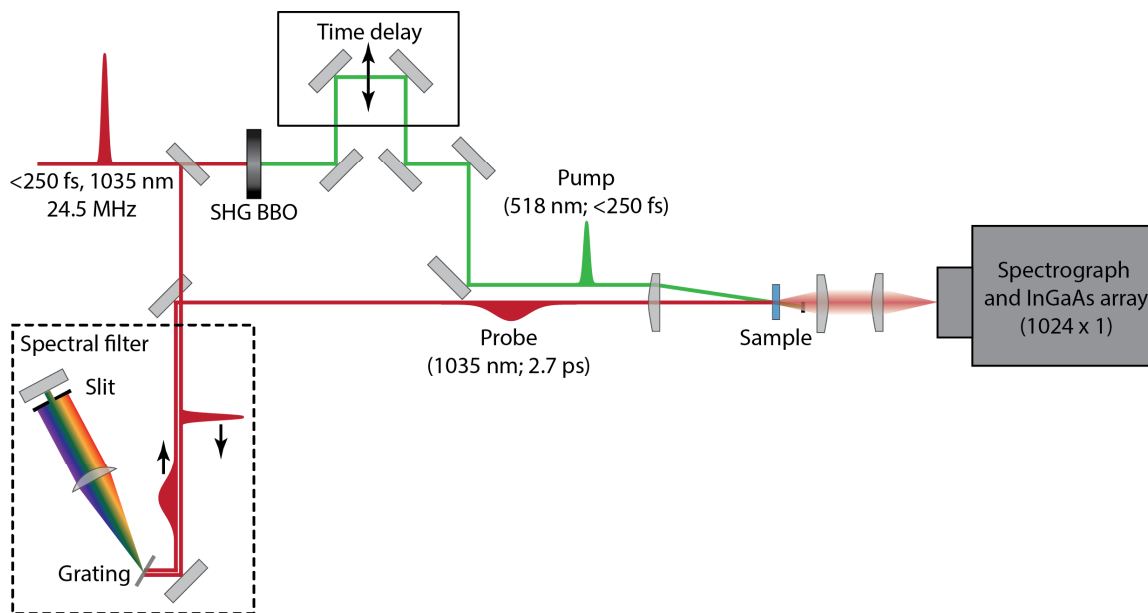 Time delay
<250 fs, 1035 nm
24.5 MHz
SHG BBO
Pump
(518 nm; <250 fs)
Spectrograph
and InGaAs array
(1024 x 1)
Sample
Probe
(1035 nm; 2.7 ps)
Spectral filter
Slit
Grating